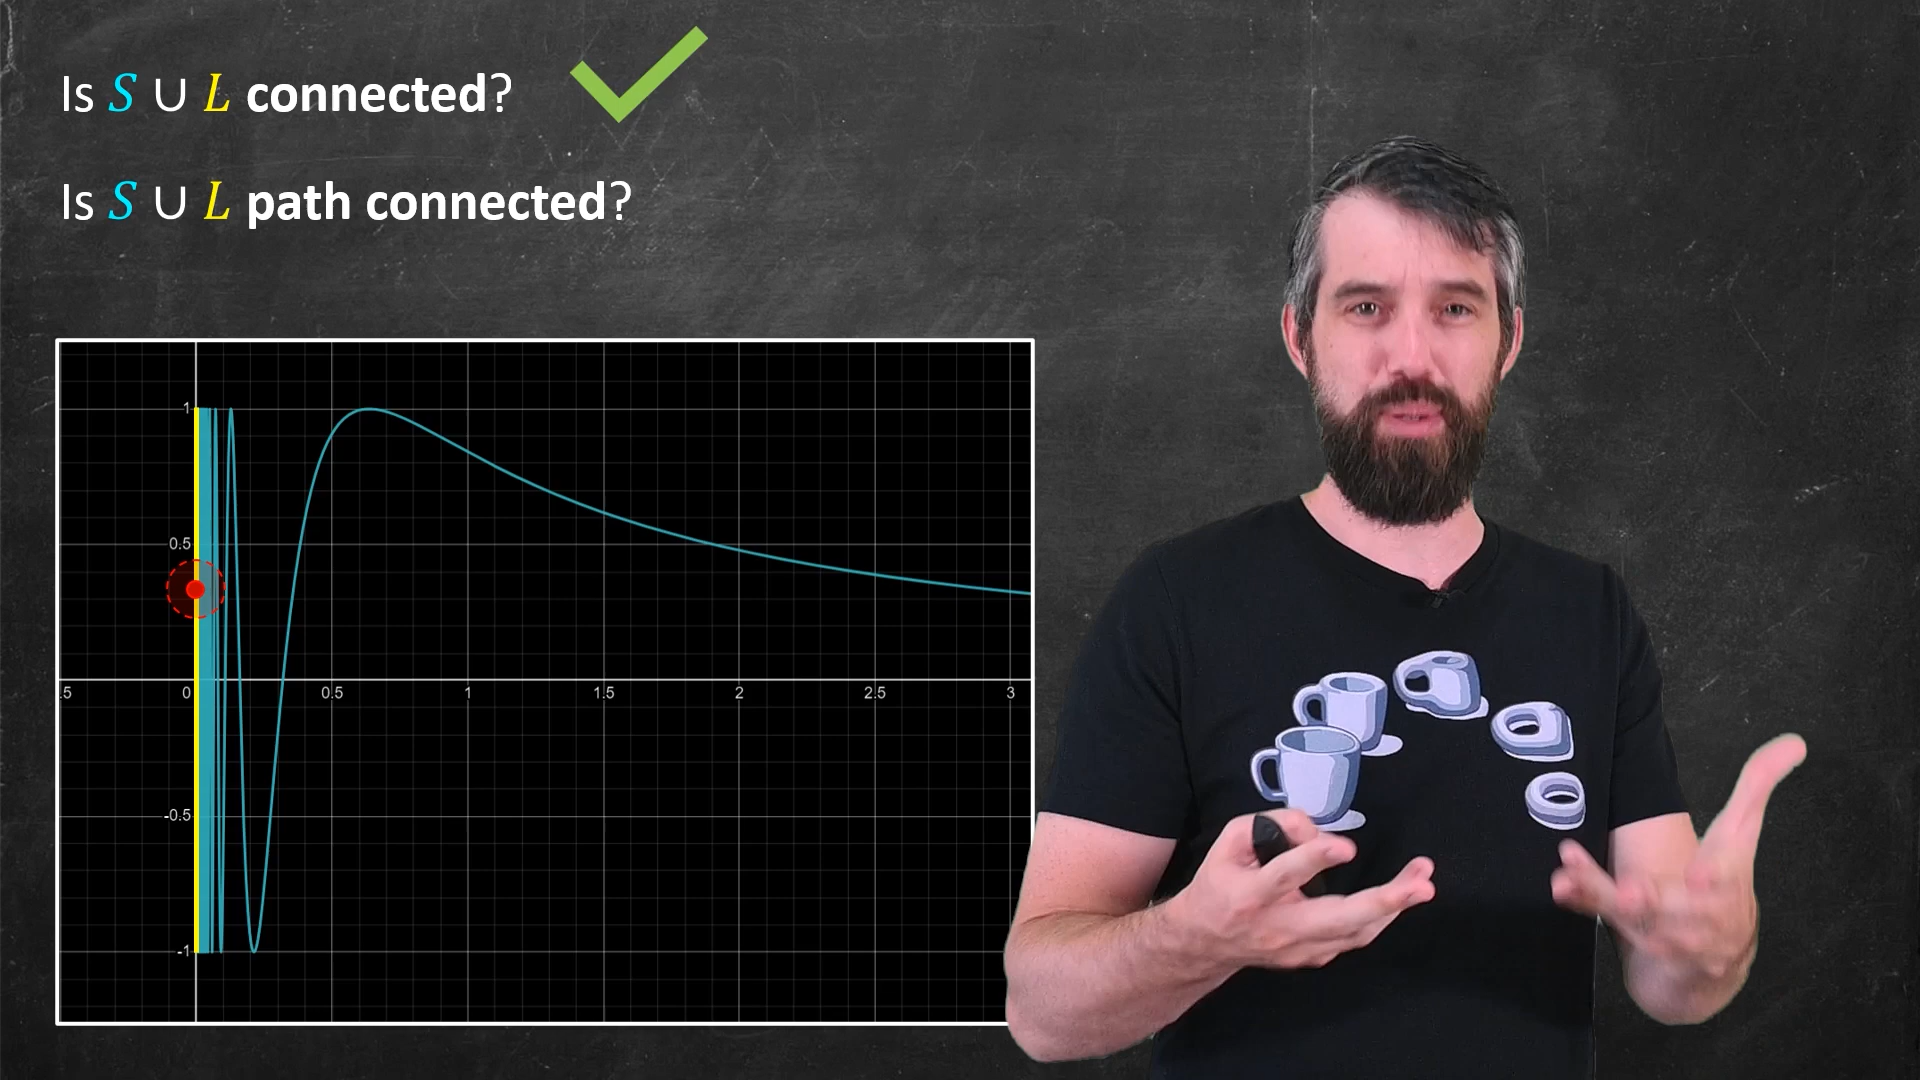 Is S ∪ L connected?
Is S ∪ L path connected?
1
0.5
.5 0 0.5 1 1.5 2 2.5 3
-0.5
-1